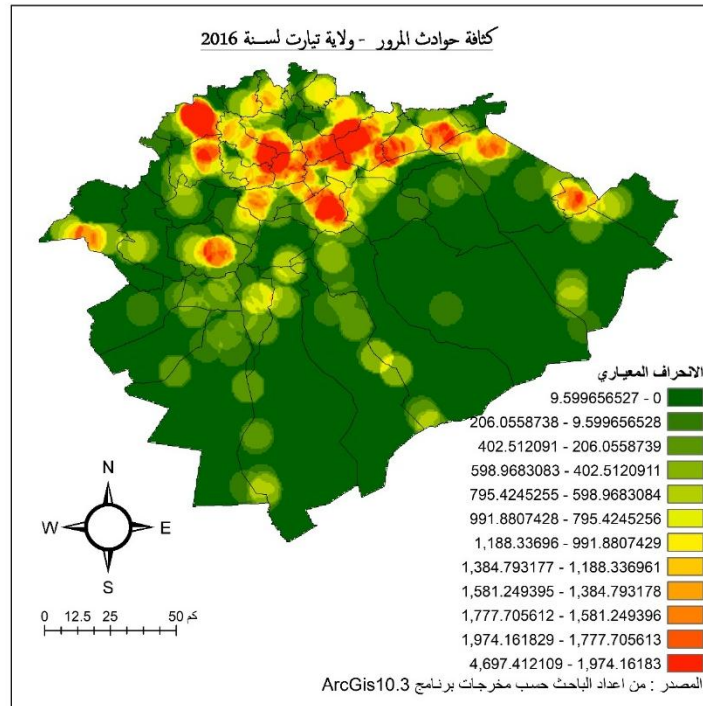 كثافة حوادث المرور - ولاية تيارت لسنة 2016
الانحراف المعياري
9.599656527 - 0
206.0558738 - 9.599656528
402.512091 - 206.0558739
598.9683083 - 402.5120911
795.4245255 - 598.9683084
991.8807428 - 795.4245256
1,188.33696 - 991.8807429
1,384.793177 - 1,188.336961
1,581.249395 - 1,384.793178
1,777.705612 - 1,581.249396
1,974.161829 - 1,777.705613
4,697.412109 - 1,974.16183
N
W E
S
0 12.5 25 50 كم
المصدر : من اعداد الباحث حسب مخرجات برنامج ArcGis10.3